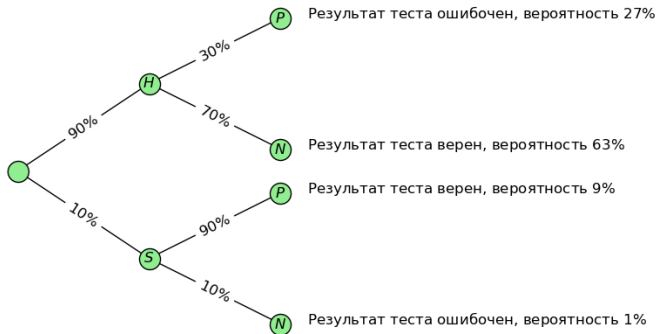 P Результат теста ошибочен, вероятность 27%
30%
H
90%
70%
N Результат теста верен, вероятность 63%
P Результат теста верен, вероятность 9%
10%
90%
S
10%
N Результат теста ошибочен, вероятность 1%